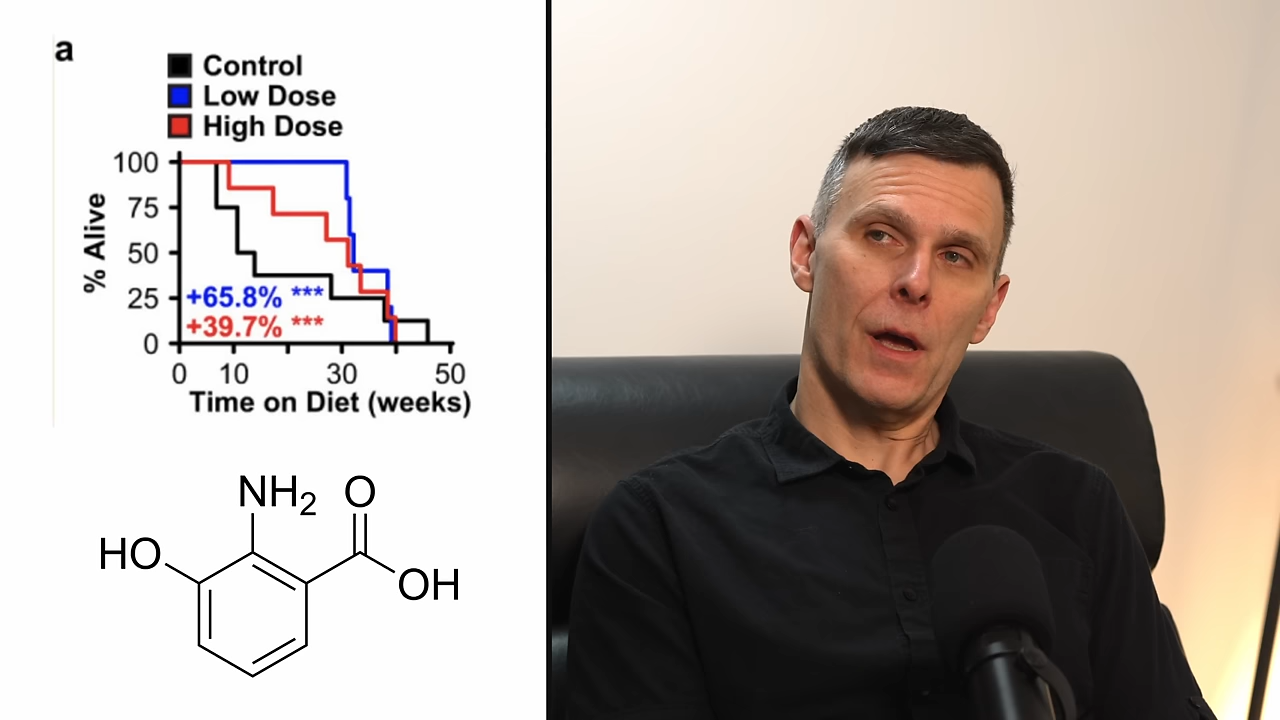 a
Control
Low Dose
High Dose
100
75
50
25
0
% Alive
+65.8% ***
+39.7% ***
0 10 30 50
Time on Diet (weeks)
NH2 O
HO
OH